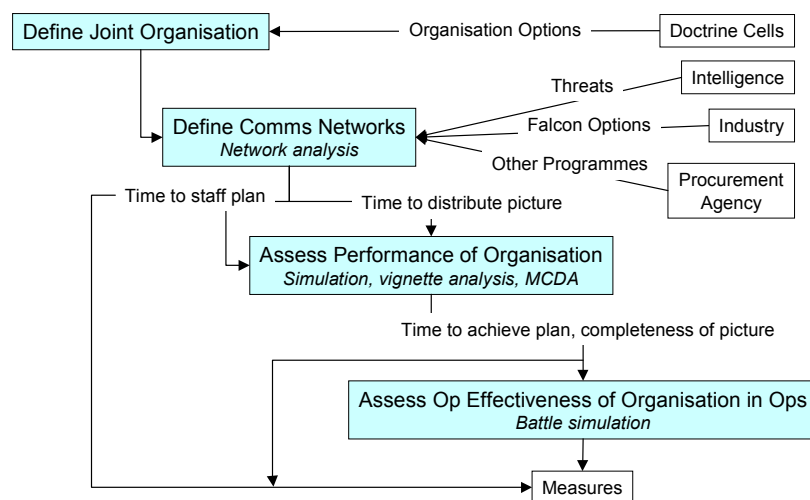 Define Joint Organisation
Organisation Options
Doctrine Cells
Intelligence
Threats
Define Comms Networks
Network analysis
Falcon Options
Industry
Other Programmes
Procurement
Agency
Time to staff plan
Time to distribute picture
Assess Performance of Organisation
Simulation, vignette analysis, MCDA
Time to achieve plan, completeness of picture
Assess Op Effectiveness of Organisation in Ops
Battle simulation
Measures